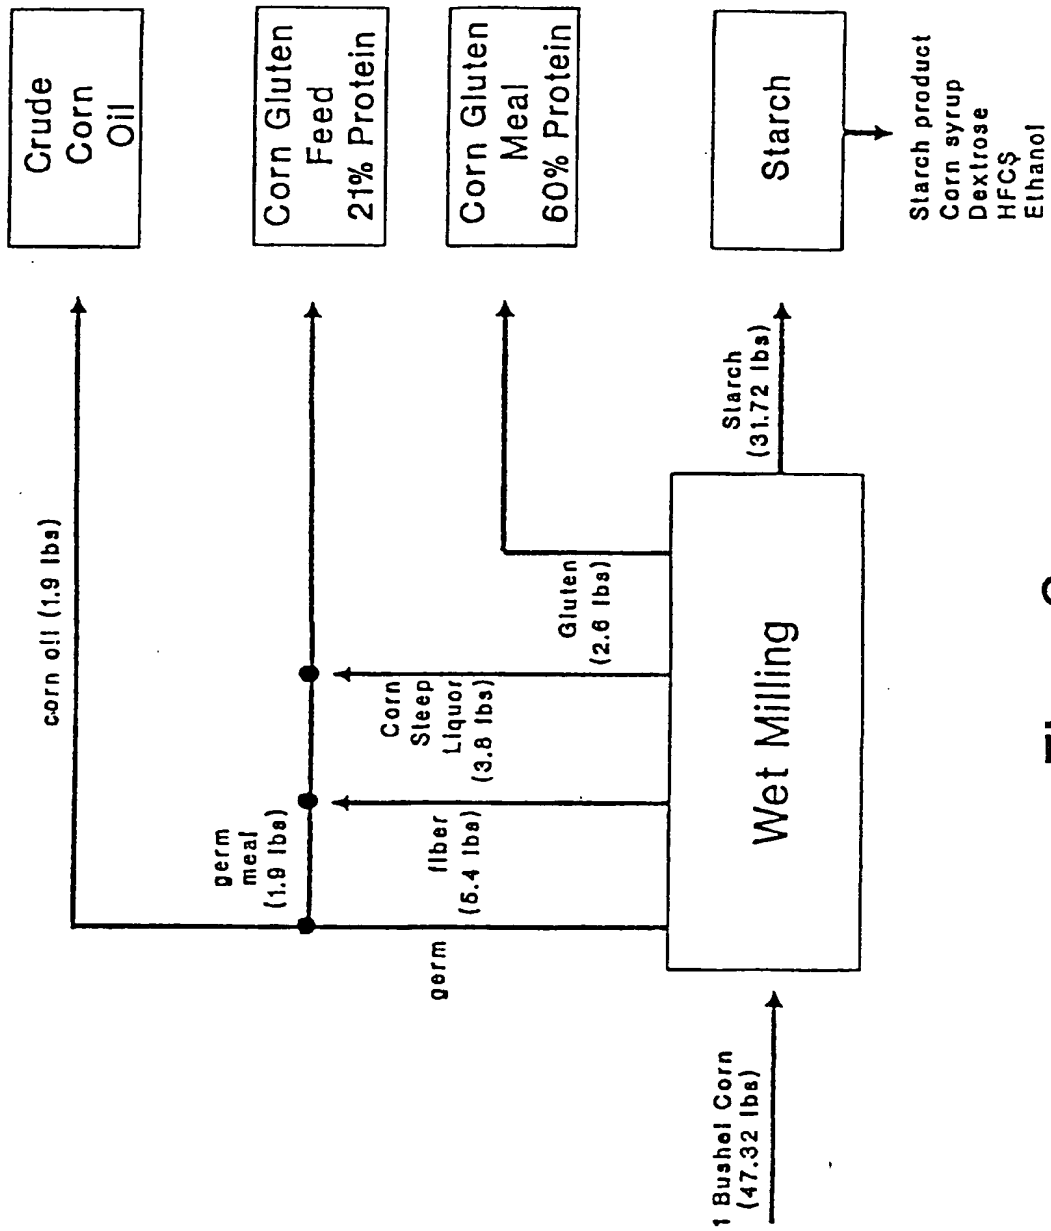 corn oil (1.9 lbs)
Crude
Corn
Oil
germ
meal
(1.9 lbs)
Corn Gluten
Feed
21% Protein
germ
fiber
(5.4 lbs)
Corn
Steep
Liquor
(3.8 lbs)
Gluten
(2.6 lbs)
Corn Gluten
Meal
60% Protein
1 Bushel Corn
(47.32 lbs)
Wet Milling
Starch
(31.72 lbs)
Starch
Starch product
Corn syrup
Dextrose
HFCS
Ethanol